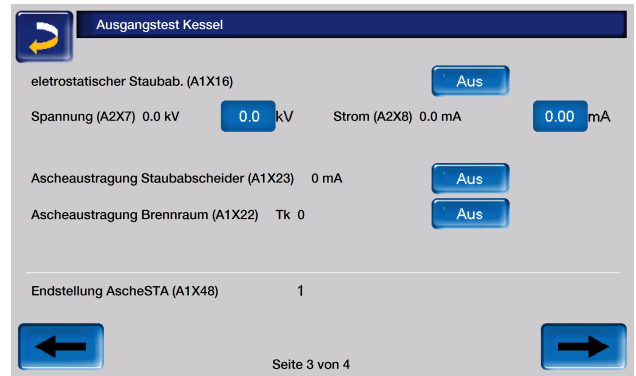 Ausgangstest Kessel
eletrostatischer Staubab. (A1X16) Aus
Spannung (A2X7) 0.0 kV 0.0 kV Strom (A2X8) 0.0 mA 0.00 mA
Ascheaustragung Staubabscheider (A1X23) 0 mA Aus
Ascheaustragung Brennraum (A1X22) Tk 0 Aus
Endstellung AscheSTA (A1X48) 1
Seite 3 von 4